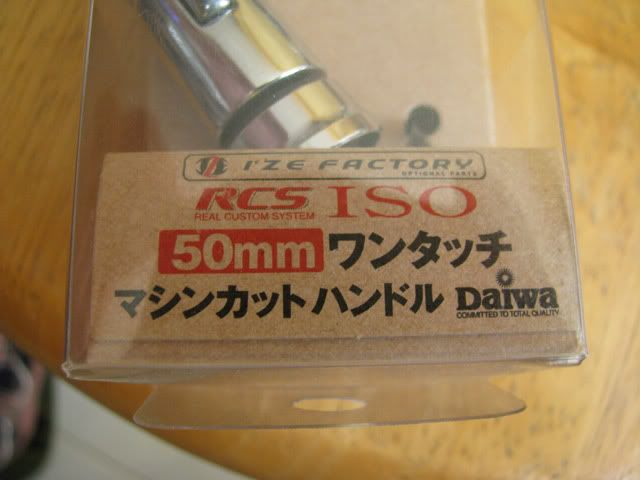 I'ZE FACTORY
OPTIONAL PARTS
RCS ISO
REAL CUSTOM SYSTEM
50mm ワンタッチ
マシンカットハンドル Daiwa
COMMITTED TO TOTAL QUALITY